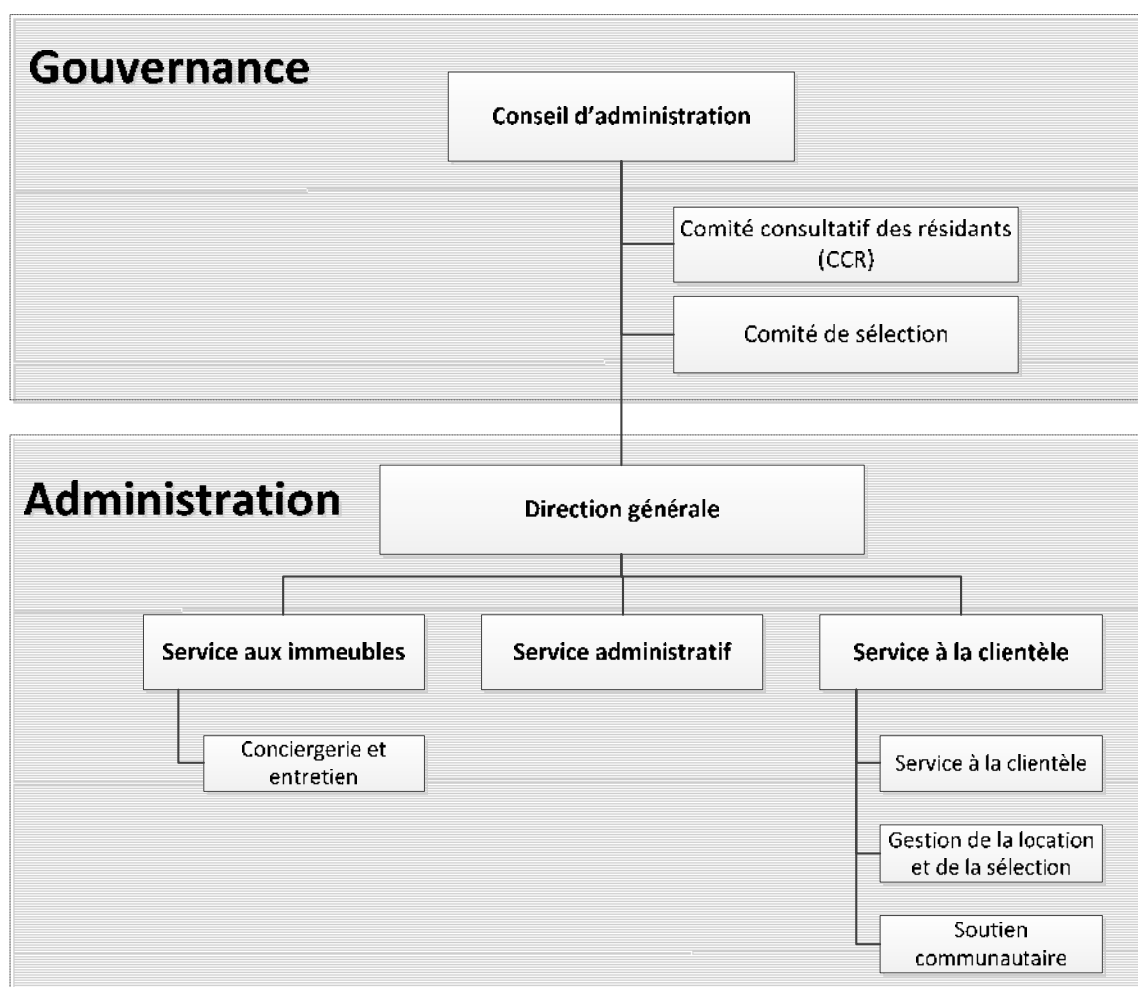 Gouvernance
Conseil d'administration
Comité consultatif des résidants
(CCR)
Comité de sélection
Administration
Direction générale
Service aux immeubles
Service administratif
Service à la clientèle
Conciergerie et
entretien
Service à la clientèle
Gestion de la location
et de la sélection
Soutien
communautaire